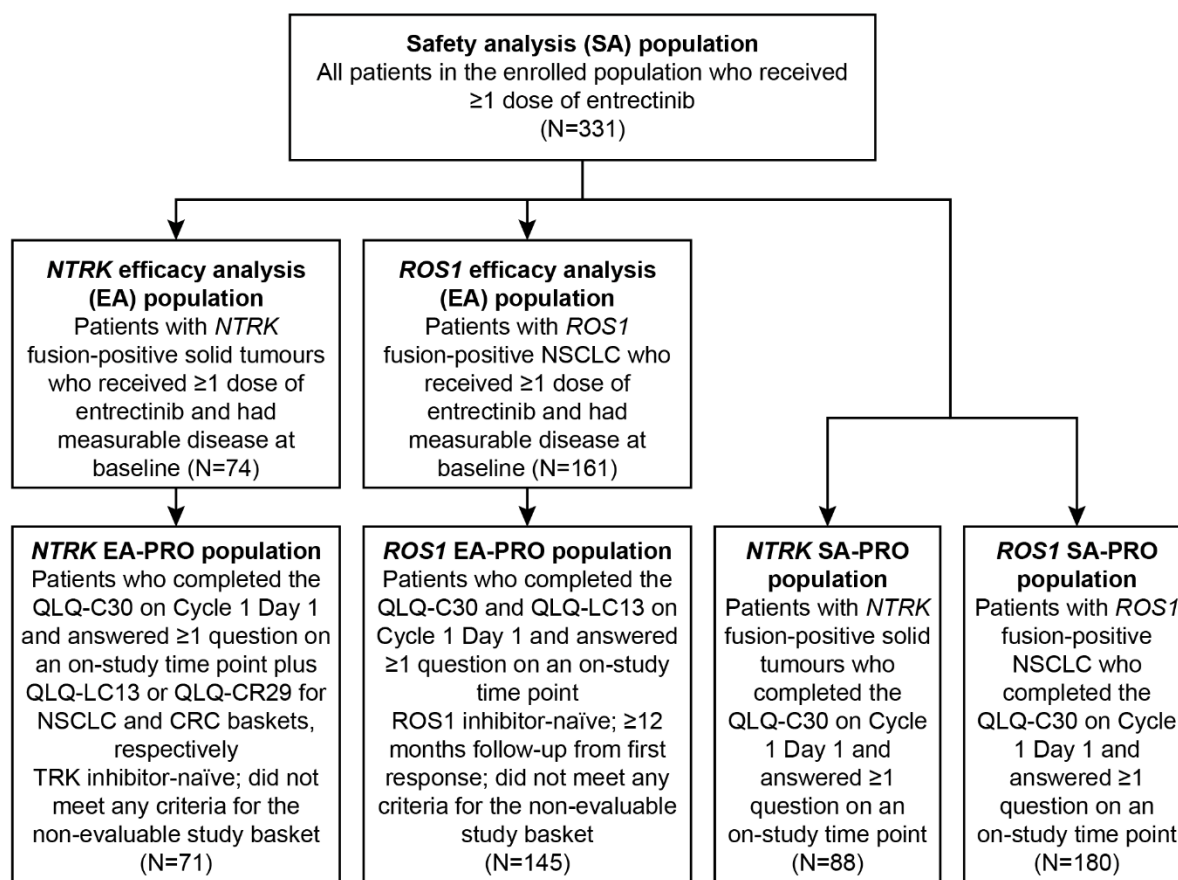 Safety analysis (SA) population
All patients in the enrolled population who received
≥1 dose of entrectinib
(N=331)
NTRK efficacy analysis
(EA) population
Patients with NTRK
fusion-positive solid tumours
who received ≥1 dose of
entrectinib and had
measurable disease at
baseline (N=74)
ROS1 efficacy analysis
(EA) population
Patients with ROS1
fusion-positive NSCLC who
received ≥1 dose of
entrectinib and had
measurable disease at
baseline (N=161)
NTRK EA-PRO population
Patients who completed the
QLQ-C30 on Cycle 1 Day 1
and answered ≥1 question on
an on-study time point plus
QLQ-LC13 or QLQ-CR29 for
NSCLC and CRC baskets,
respectively
TRK inhibitor-naïve; did not
meet any criteria for the
non-evaluable study basket
(N=71)
ROS1 EA-PRO population
Patients who completed the
QLQ-C30 and QLQ-LC13 on
Cycle 1 Day 1 and answered
≥1 question on an on-study
time point
ROS1 inhibitor-naïve; ≥12
months follow-up from first
response; did not meet any
criteria for the non-evaluable
study basket
(N=145)
NTRK SA-PRO
population
Patients with NTRK
fusion-positive solid
tumours who
completed the
QLQ-C30 on Cycle
1 Day 1 and
answered ≥1
question on an
on-study time point
(N=88)
ROS1 SA-PRO
population
Patients with ROS1
fusion-positive
NSCLC who
completed the
QLQ-C30 on Cycle
1 Day 1 and
answered ≥1
question on an
on-study time point
(N=180)